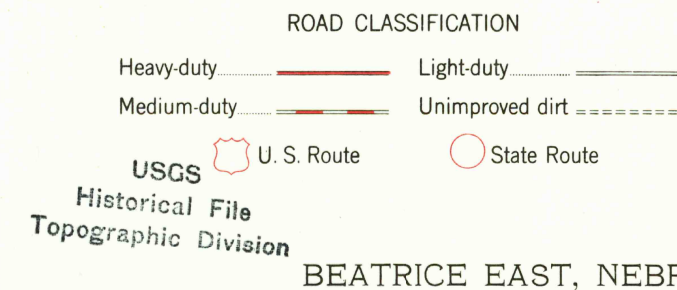 ROAD CLASSIFICATION
Heavy-duty Light-duty
Medium-duty Unimproved dirt
U. S. Route State Route
USGS
Historical File
Topographic Division
BEATRICE EAST, NEBR